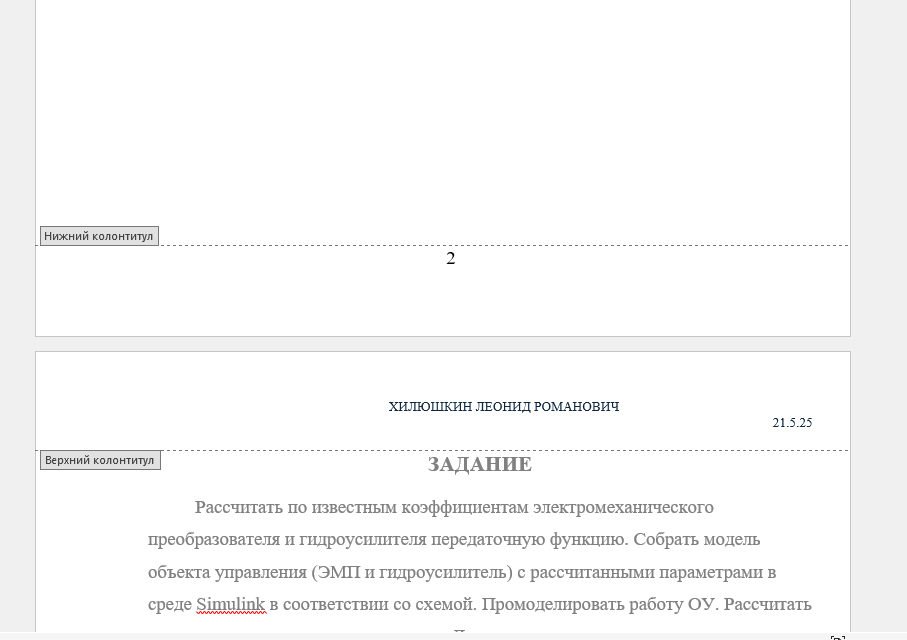 Нижний колонтитул
2
ХИЛЮШКИН ЛЕОНИД РОМАНОВИЧ
21.5.25
Верхний колонтитул
ЗАДАНИЕ
Рассчитать по известным коэффициентам электромеханического
преобразователя и гидроусилителя передаточную функцию. Собрать модель
объекта управления (ЭМП и гидроусилитель) с рассчитанными параметрами в
среде Simulink в соответствии со схемой. Промоделировать работу ОУ. Рассчитать